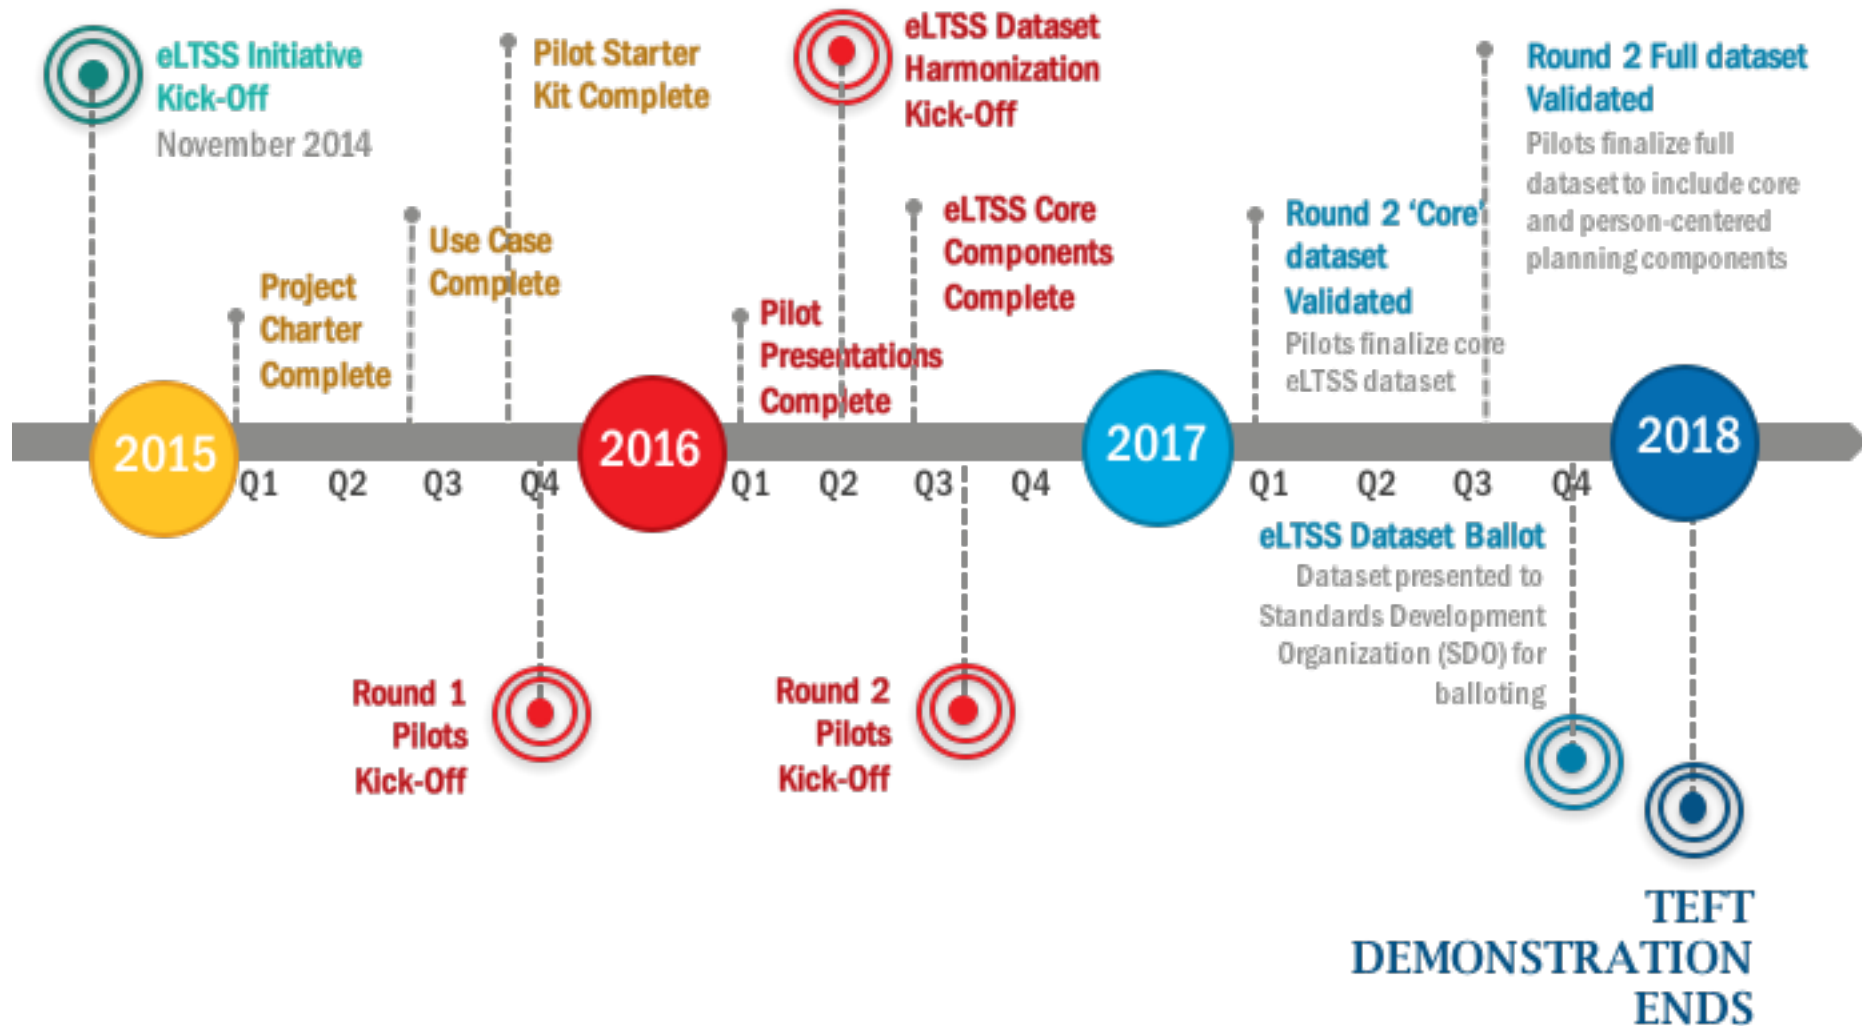 eLTSS Initiative
Kick-Off
November 2014
Pilot Starter
Kit Complete
eLTSS Dataset
Harmonization
Kick-Off
Round 2 Full dataset
Validated
Pilots finalize full
dataset to include core
and person-centered
planning components
Project
Charter
Complete
Use Case
Complete
Pilot
Presentations
Complete
eLTSS Core
Components
Complete
Round 2 ‘Core’
dataset
Validated
Pilots finalize core
eLTSS dataset
2015
2016
2017
2018
Q1 Q2 Q3 Q4 Q1 Q2 Q3 Q4 Q1 Q2 Q3 Q4
Round 1
Pilots
Kick-Off
Round 2
Pilots
Kick-Off
eLTSS Dataset Ballot
Dataset presented to
Standards Development
Organization (SDO) for
balloting
TEFT
DEMONSTRATION
ENDS